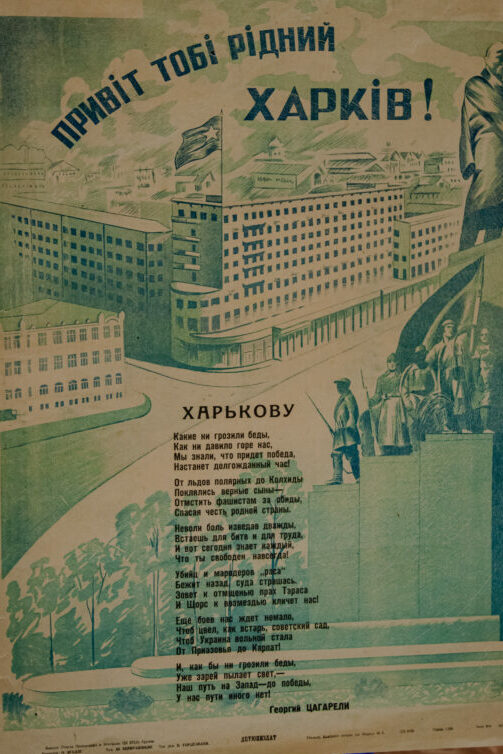 ПРИВІТ ТОБІ РІДНИЙ
ХАРКІВ!
ХАРЬКОВУ
Какие ни грозили беды,
Как ни давило горе нас,
Мы знали, что придет победа,
Настанет долгожданный час!
От льдов полярных до Колхиды
Поклялись верные сыны—
Отмстить фашистам за обиды,
Спасая честь родной страны.
Неволи боль изведав дважды,
Встаешь для битв и для труда,
И вот сегодня знает каждый,
Что ты свободен навсегда!
Убийц и мародеров „раса“
Бежит назад, суда страшась.
Зовет к отмщенью прах Тараса
И Щорс к возмездью кличет нас!
Еще боев нас ждет немало,
Чтоб цвел, как встарь, советский сад,
Чтоб Украина вольной стала
От Приазовья до Карпат!
И, как бы ни грозили беды,
Уже зарей пылает свет,—
Наш путь на Запад—до победы,
У нас пути иного нет!
Георгий ЦАГАРЕЛИ
ДЕТЮНИЗДАТ